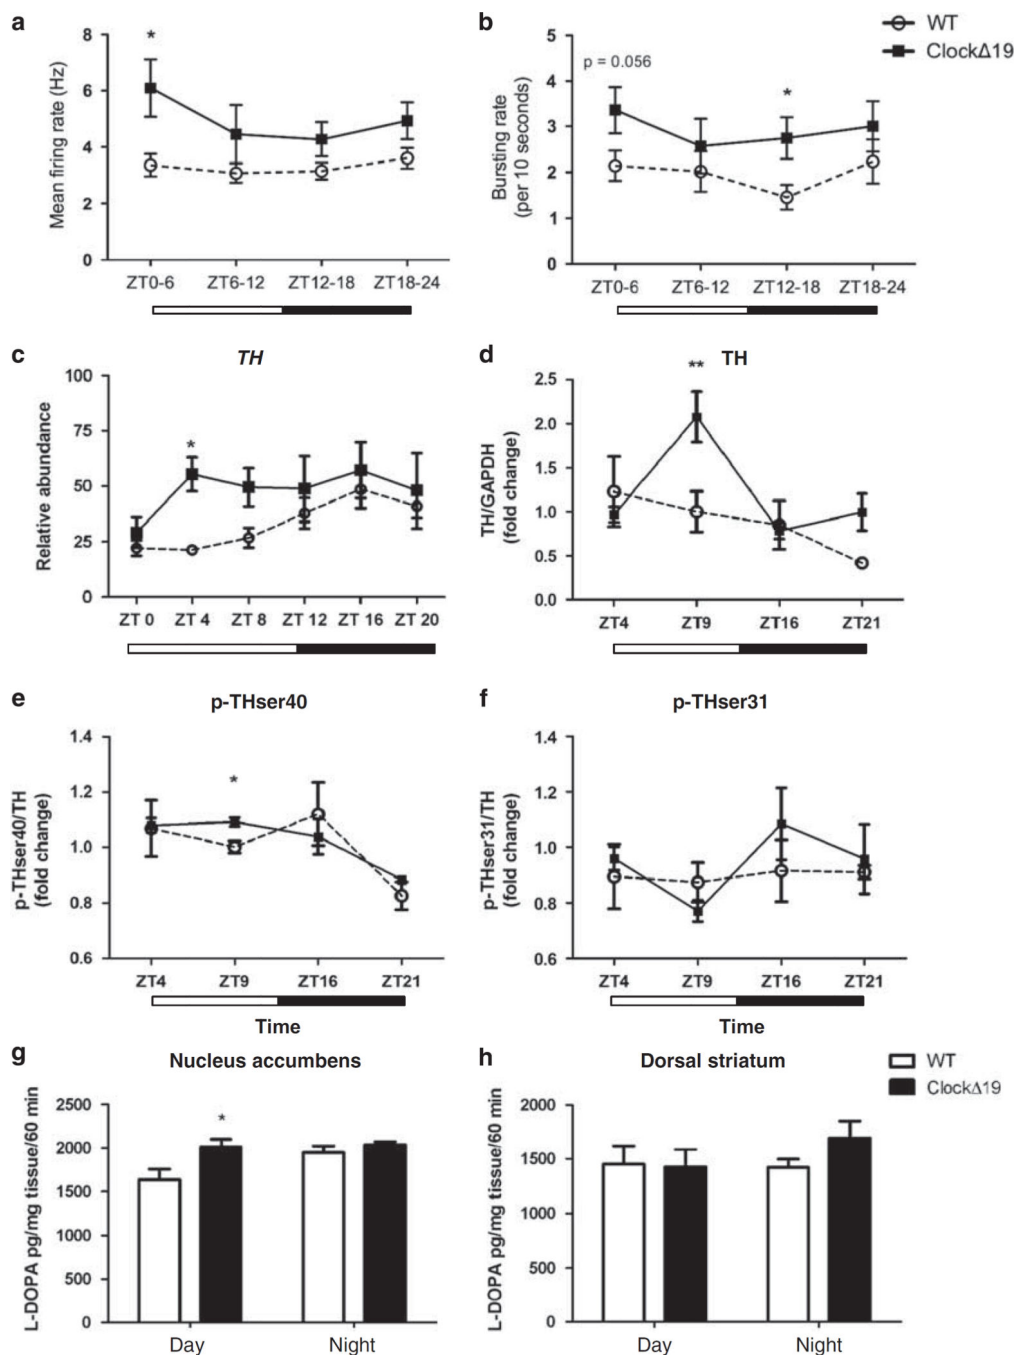 a
b
WT
ClockΔ19
Mean firing rate (Hz)
8
6
4
2
0
*
ZT0-6 ZT6-12 ZT12-18 ZT18-24
Bursting rate
(per 10 seconds)
5
4
3
2
1
0
p = 0.056
*
ZT0-6 ZT6-12 ZT12-18 ZT18-24
c
TH
Relative abundance
100
75
50
25
0
*
ZT 0 ZT 4 ZT 8 ZT 12 ZT 16 ZT 20
d
TH
TH/GAPDH
(fold change)
2.5
2.0
1.5
1.0
0.5
0.0
**
ZT4 ZT9 ZT16 ZT21
e
p-THser40
p-THser40/TH
(fold change)
1.4
1.2
1.0
0.8
0.6
*
ZT4 ZT9 ZT16 ZT21
Time
f
p-THser31
p-THser31/TH
(fold change)
1.4
1.2
1.0
0.8
0.6
ZT4 ZT9 ZT16 ZT21
Time
g
Nucleus accumbens
L-DOPA pg/mg tissue/60 min
2500
2000
1500
1000
500
0
*
Day Night
h
Dorsal striatum
WT
ClockΔ19
L-DOPA pg/mg tissue/60 min
2000
1500
1000
500
0
Day Night